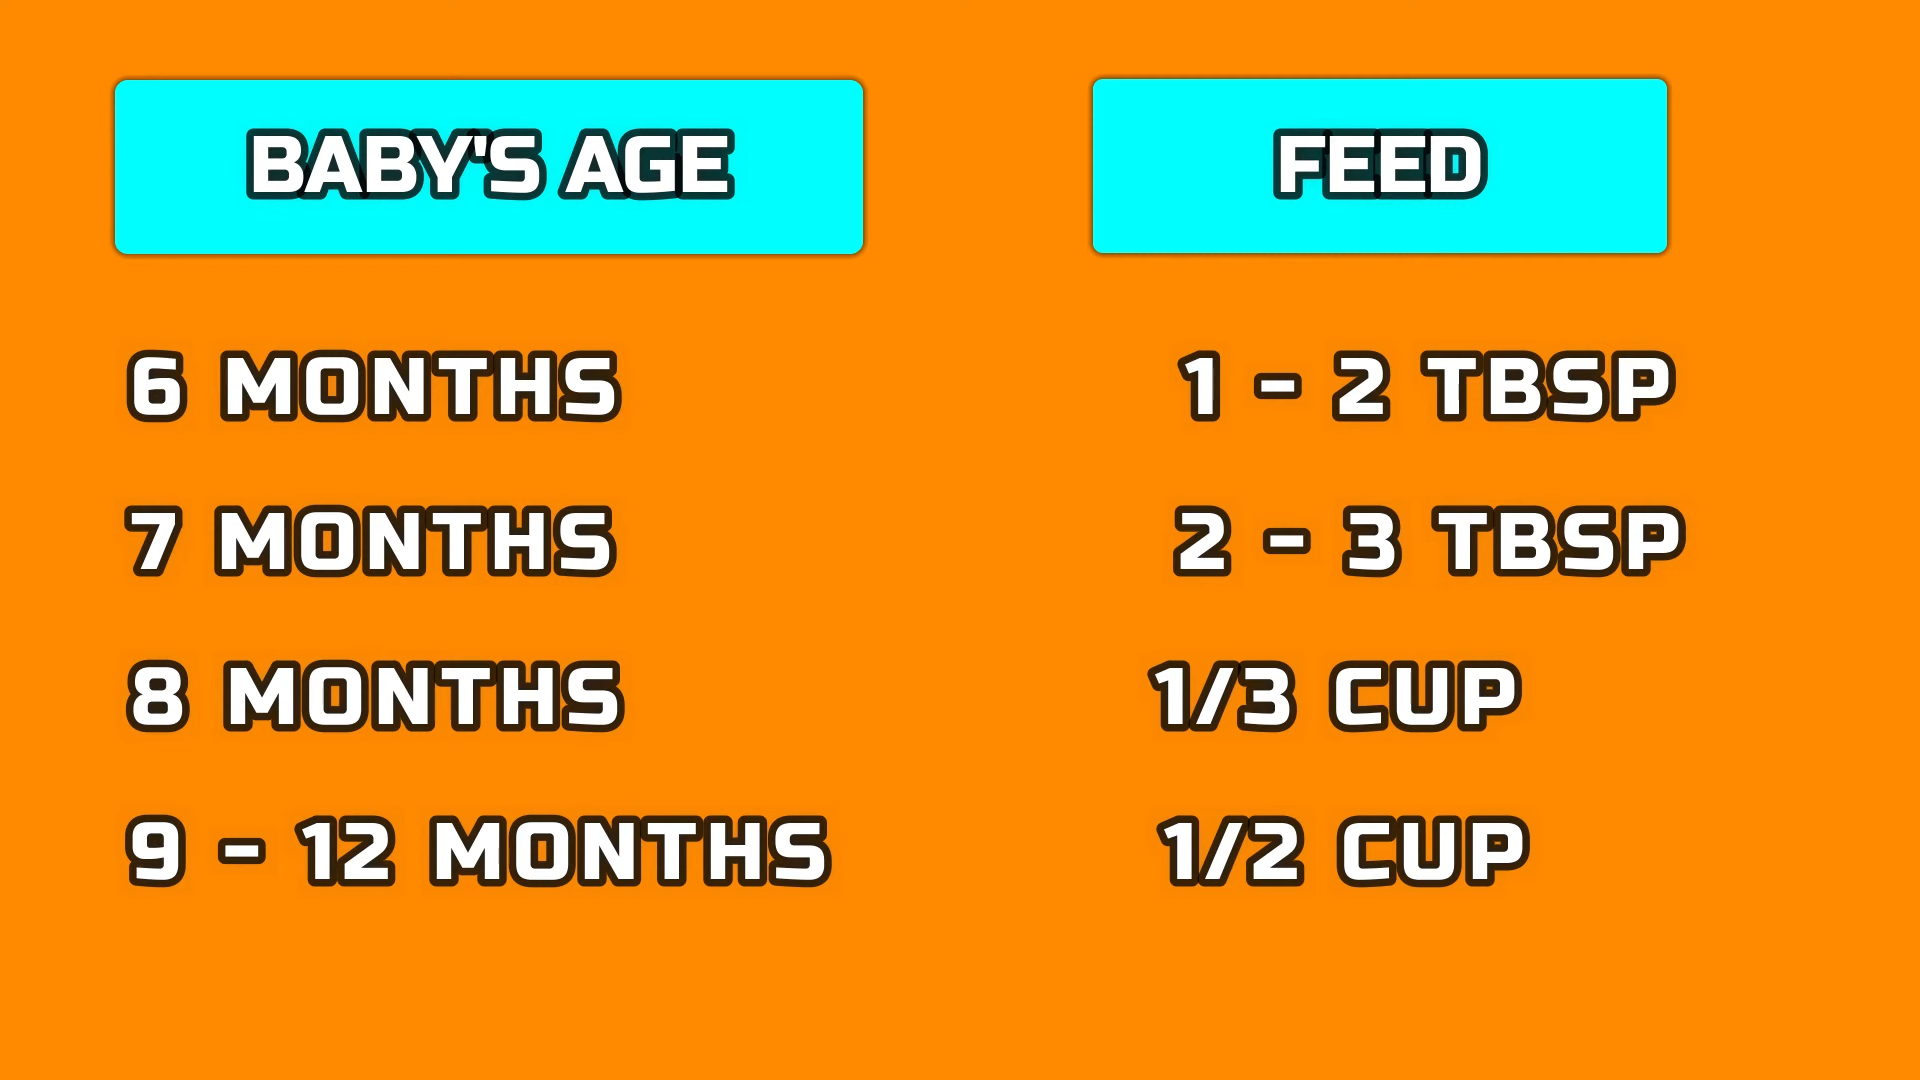 BABY'S AGE FEED
6 MONTHS 1 - 2 TBSP
7 MONTHS 2 - 3 TBSP
8 MONTHS 1/3 CUP
9 - 12 MONTHS 1/2 CUP